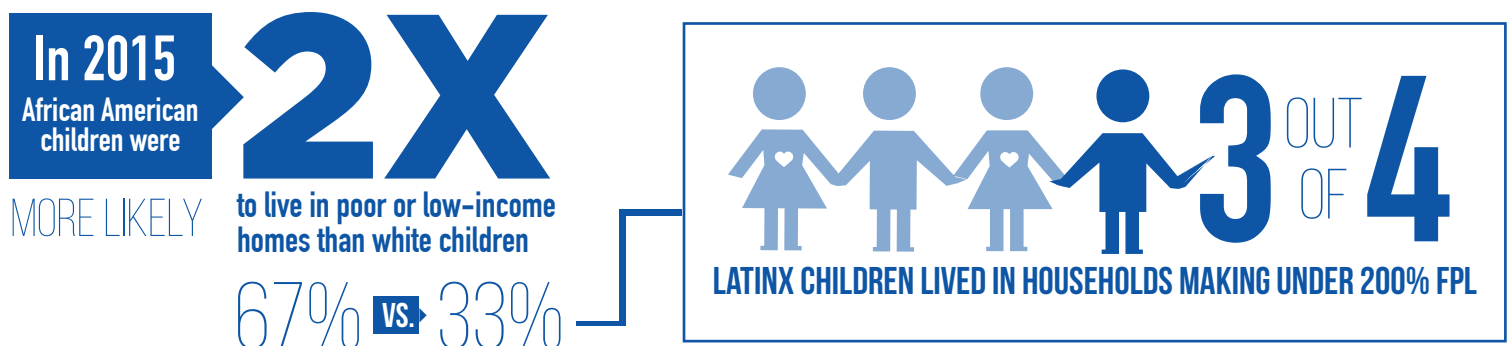 In 2015
African American
children were
MORE LIKELY
2X
to live in poor or low-income
homes than white children
67% VS. 33%
3 OUT OF 4
LATINX CHILDREN LIVED IN HOUSEHOLDS MAKING UNDER 200% FPL